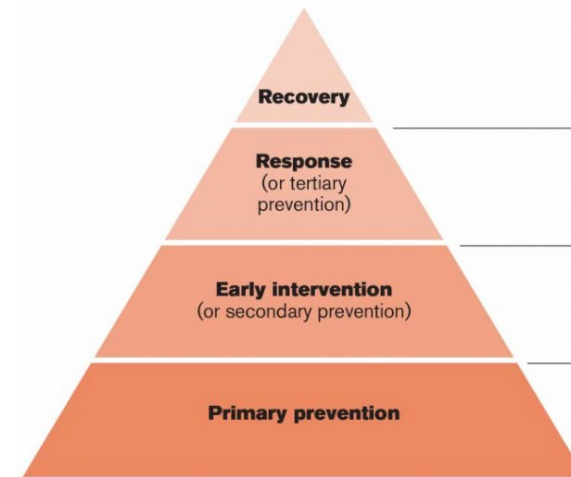 Recovery
Response
(or tertiary
prevention)
Early intervention
(or secondary prevention)
Primary prevention